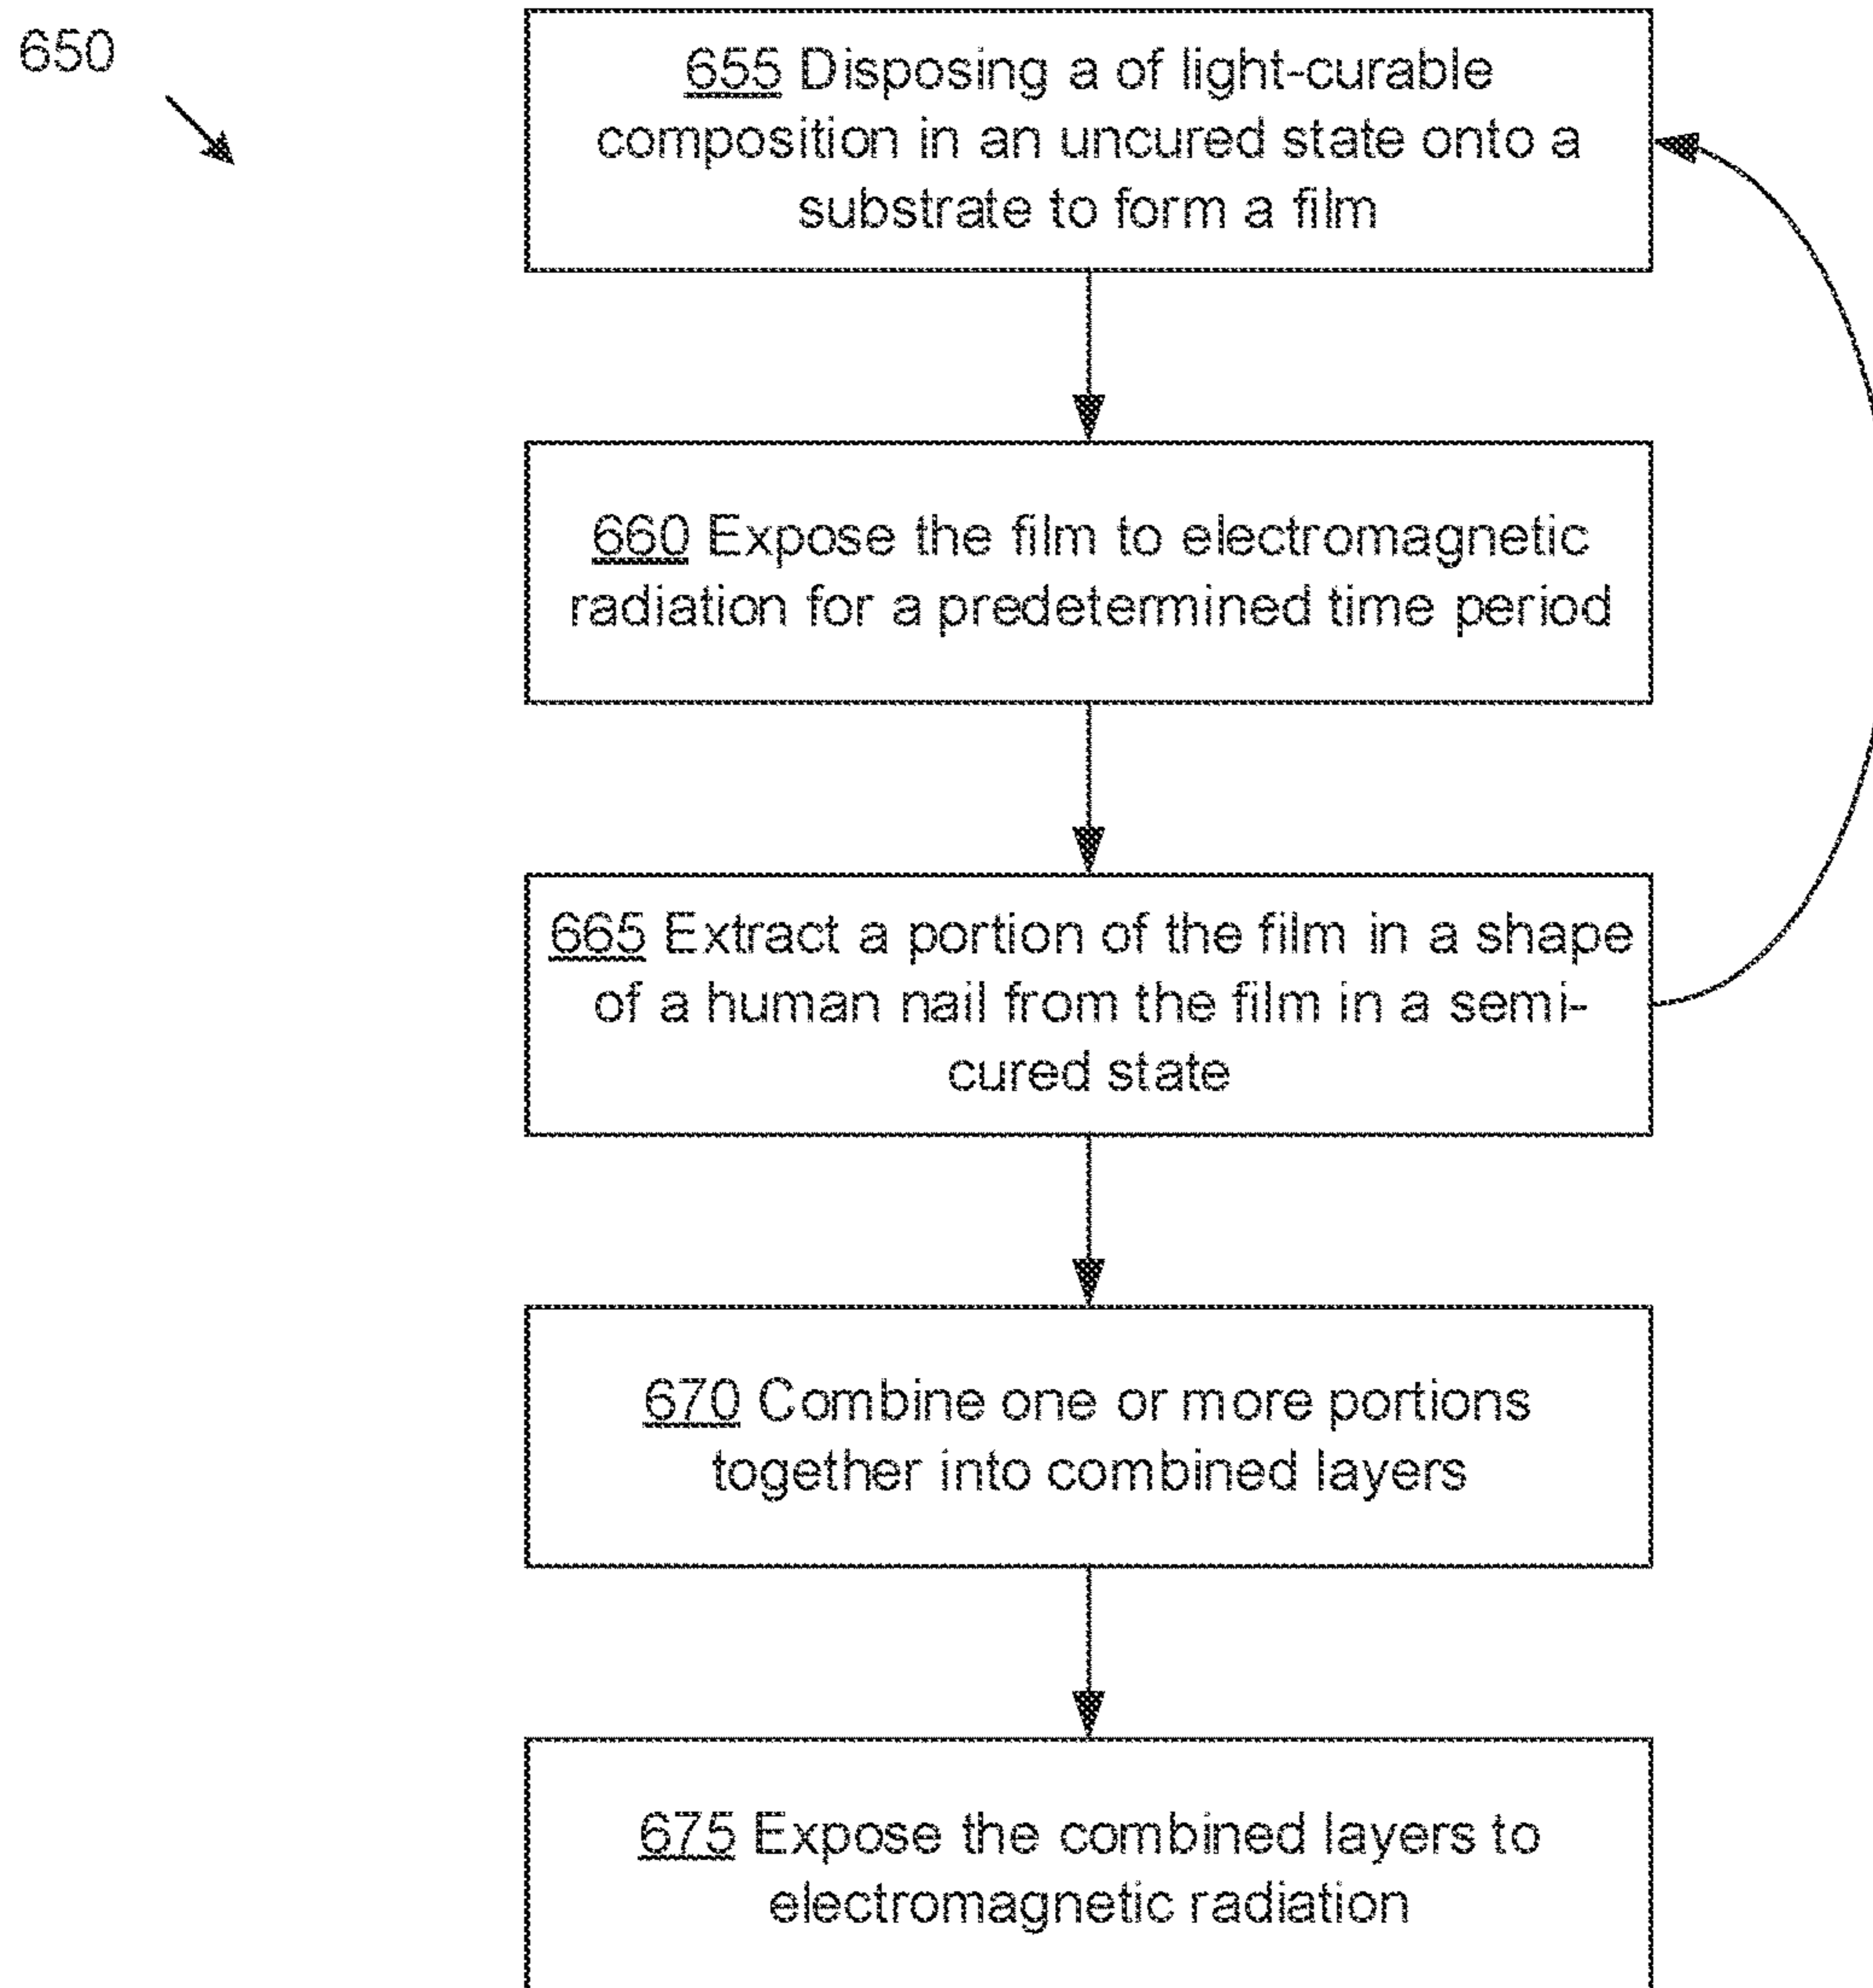 650
655 Disposing a of light-curable
composition in an uncured state onto a
substrate to form a film
660 Expose the film to electromagnetic
radiation for a predetermined time period
665 Extract a portion of the film in a shape
of a human nail from the film in a semi-
cured state
670 Combine one or more portions
together into combined layers
675 Expose the combined layers to
electromagnetic radiation